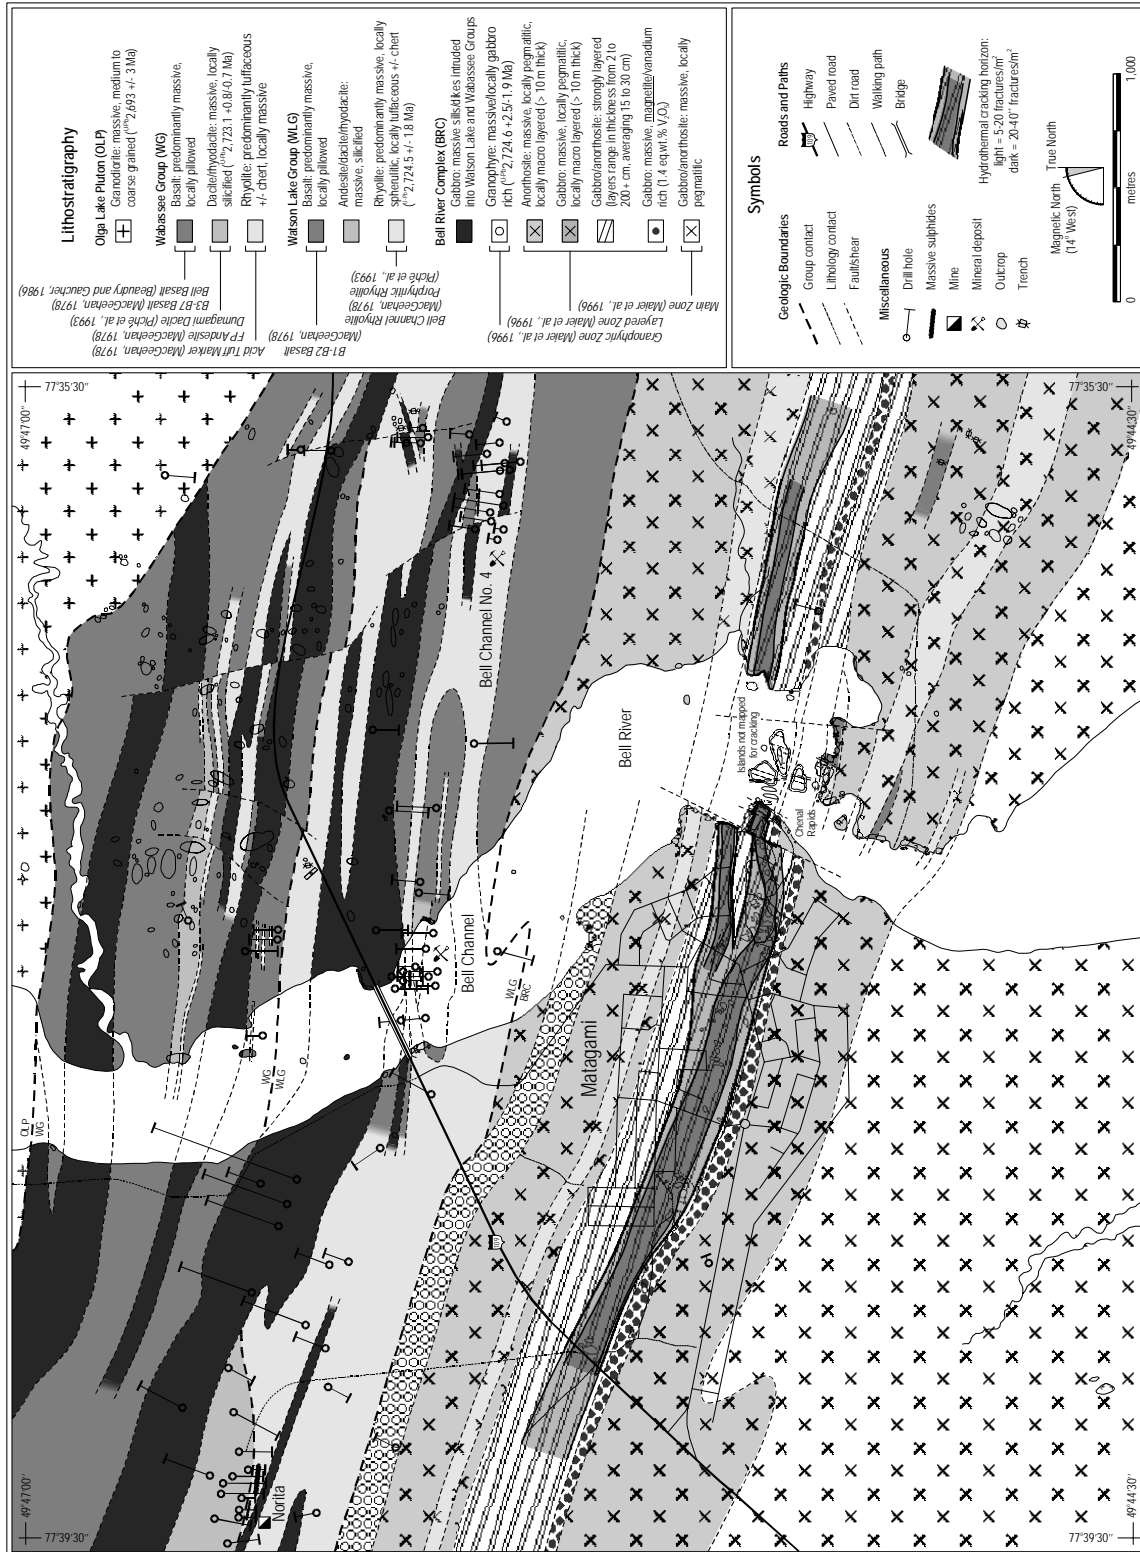 Lithostratigraphy
Olga Lake Pluton (OLP)
Granodiorite: massive, medium to
coarse grained (U/Pb 2,693 +/- 3 Ma)
Wabassee Group (WG)
Basalt: predominantly massive,
locally pillowed
Dacite/rhyodacite: massive, locally
silicified (U/Pb 2,723.1 +0.8/-0.7 Ma)
Rhyolite: predominantly tuffaceous
+/- chert, locally massive
Watson Lake Group (WLG)
Basalt: predominantly massive,
locally pillowed
Andesite/dacite/rhyodacite:
massive, silicified
Rhyolite: predominantly massive, locally
spherulitic, locally tuffaceous +/- chert
(U/Pb 2,724.5 +/- 1.8 Ma)
Bell River Complex (BRC)
Gabbro: massive sills/dikes intruded
into Watson Lake and Wabassee Groups
Granophyre: massive/locally gabbro
rich (U/Pb 2,724.6 +2.5/-1.9 Ma)
Anorthosite: massive, locally pegmatitic,
locally macro layered (> 10 m thick)
Gabbro: massive, locally pegmatitic,
locally macro layered (> 10 m thick)
Gabbro/anorthosite: strongly layered
(layers range in thickness from 2 to
200+ cm, averaging 15 to 30 cm)
Gabbro: massive, magnetite/vanadium
rich (1.4 eq.wt.% V2O5)
Gabbro/anorthosite: massive, locally
pegmatitic
Bell Basalt (Beaudry and Gaucher, 1986)
B3-B7 Basalt (MacGeehan, 1978)
Dumagami Dacite (Piché et al., 1993)
FP Andesite (MacGeehan, 1978)
Acid Tuff Marker (MacGeehan, 1978)
B1-B2 Basalt
(MacGeehan, 1978)
Bell Channel Rhyolite
(MacGeehan, 1978)
Porphyritic Rhyolite
(Piché et al., 1993)
Granophyric Zone (Maier et al., 1996)
Layered Zone (Maier et al., 1996)
Main Zone (Maier et al., 1996)
Symbols
Geologic Boundaries
Group contact
Lithology contact
Fault/shear
Miscellaneous
Drill hole
Massive sulphides
Mine
Mineral deposit
Outcrop
Trench
Roads and Paths
109
Highway
Paved road
Dirt road
Walking path
Bridge
Hydrothermal cracking horizon:
light = 5-20 fractures/m2
dark = 20-40+ fractures/m2
Magnetic North
(14° West)
True North
0
metres
1,000
49°47'00"
77°39'30"
49°47'00"
77°35'30"
49°44'30"
77°39'30"
49°44'30"
77°35'30"
OLP
WG
WG
WLG
WLG
BRC
Norita
Bell Channel
Bell Channel No. 4
Bell River
Matagami
109
Islands not mapped
for cracking
Chenal
Rapids